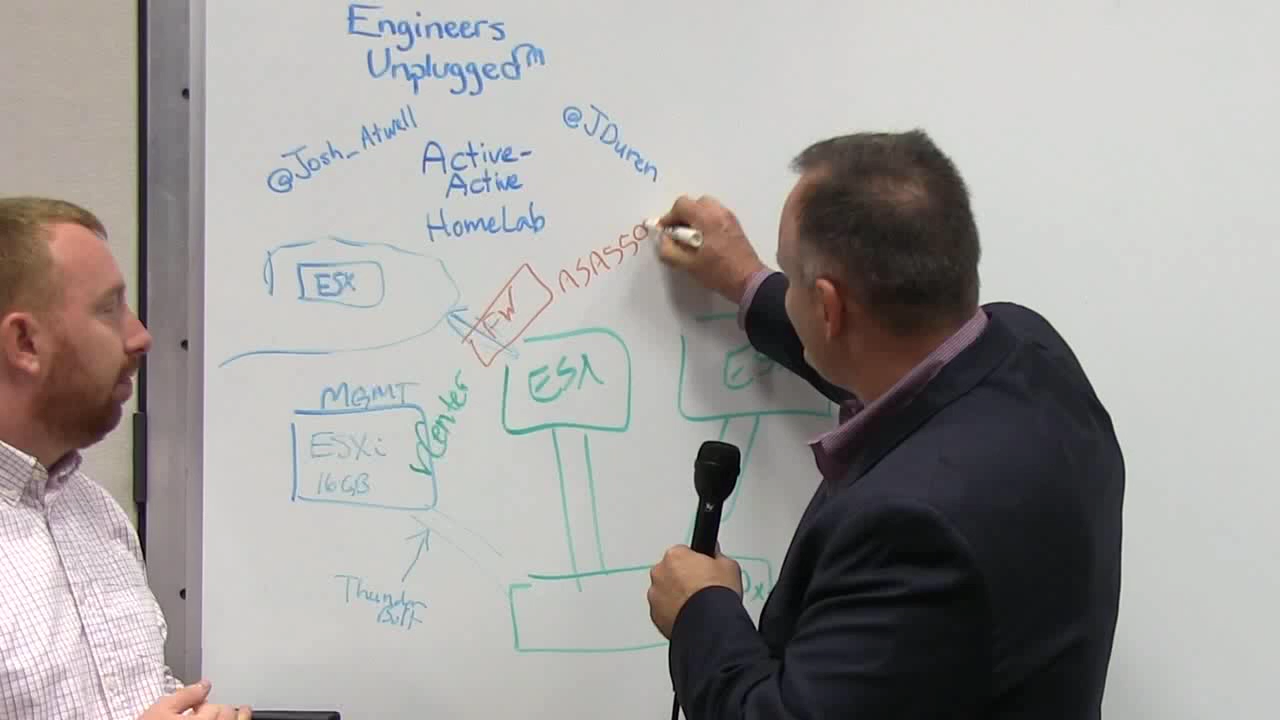 Engineers
Unplugged™
@Josh_Atwell
@JDuren
Active-
Active
HomeLab
ESX
FW
ASA550
ESX
MGMT
ESXi
16GB
vCenter
Thunder
Bolt